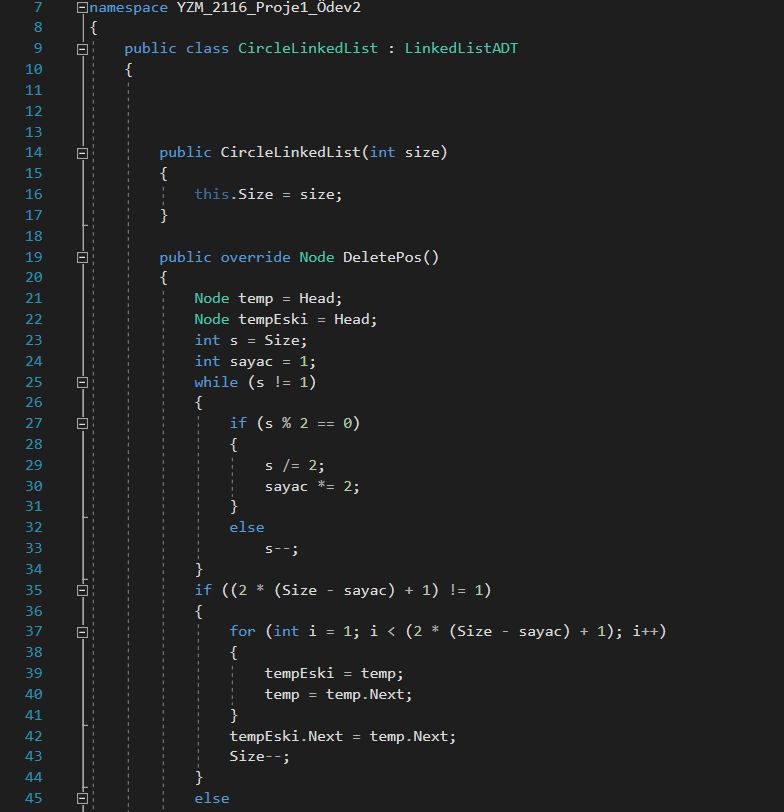 7 namespace YZM_2116_Proje1_Ödev2
8 {
9 public class CircleLinkedList : LinkedListADT
10 {
11
12
13
14 public CircleLinkedList(int size)
15 {
16 this.Size = size;
17 }
18
19 public override Node DeletePos()
20 {
21 Node temp = Head;
22 Node tempEski = Head;
23 int s = Size;
24 int sayac = 1;
25 while (s != 1)
26 {
27 if (s % 2 == 0)
28 {
29 s /= 2;
30 sayac *= 2;
31 }
32 else
33 s--;
34 }
35 if ((2 * (Size - sayac) + 1) != 1)
36 {
37 for (int i = 1; i < (2 * (Size - sayac) + 1); i++)
38 {
39 tempEski = temp;
40 temp = temp.Next;
41 }
42 tempEski.Next = temp.Next;
43 Size--;
44 }
45 else